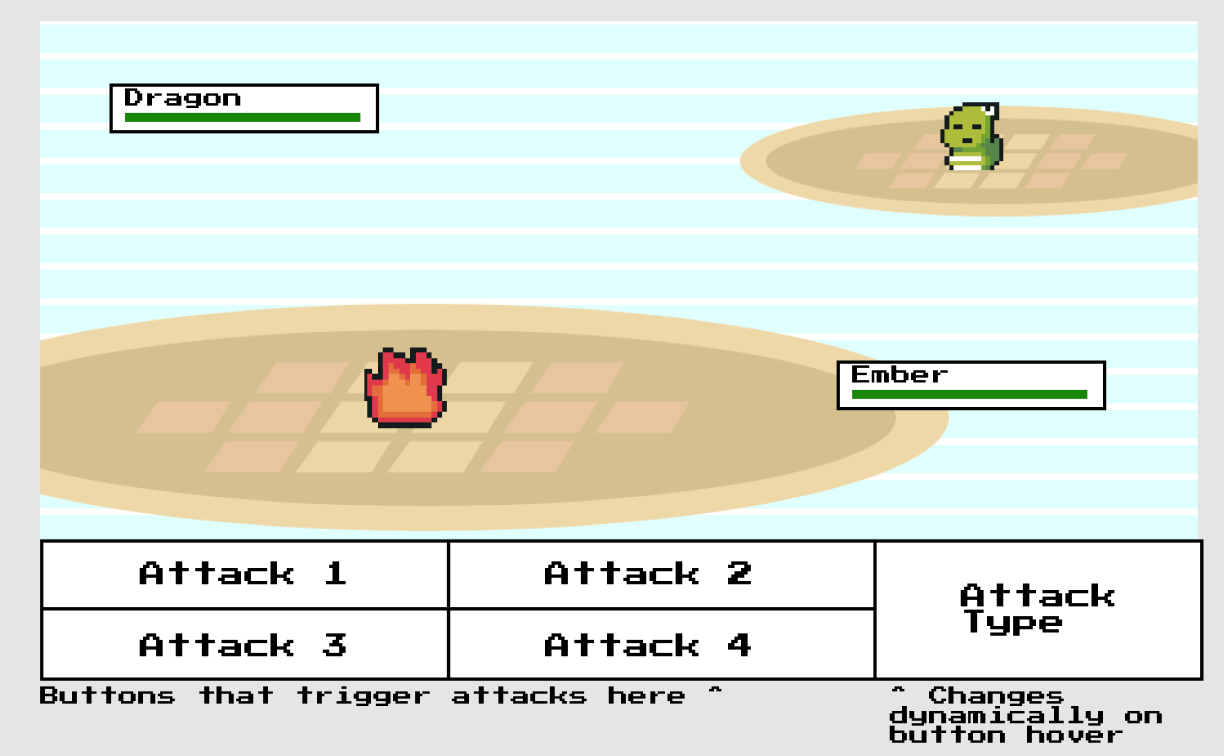 Dragon
Ember
Attack 1
Attack 2
Attack 3
Attack 4
Attack
Type
Buttons that trigger attacks here ^
^ Changes
dynamically on
button hover